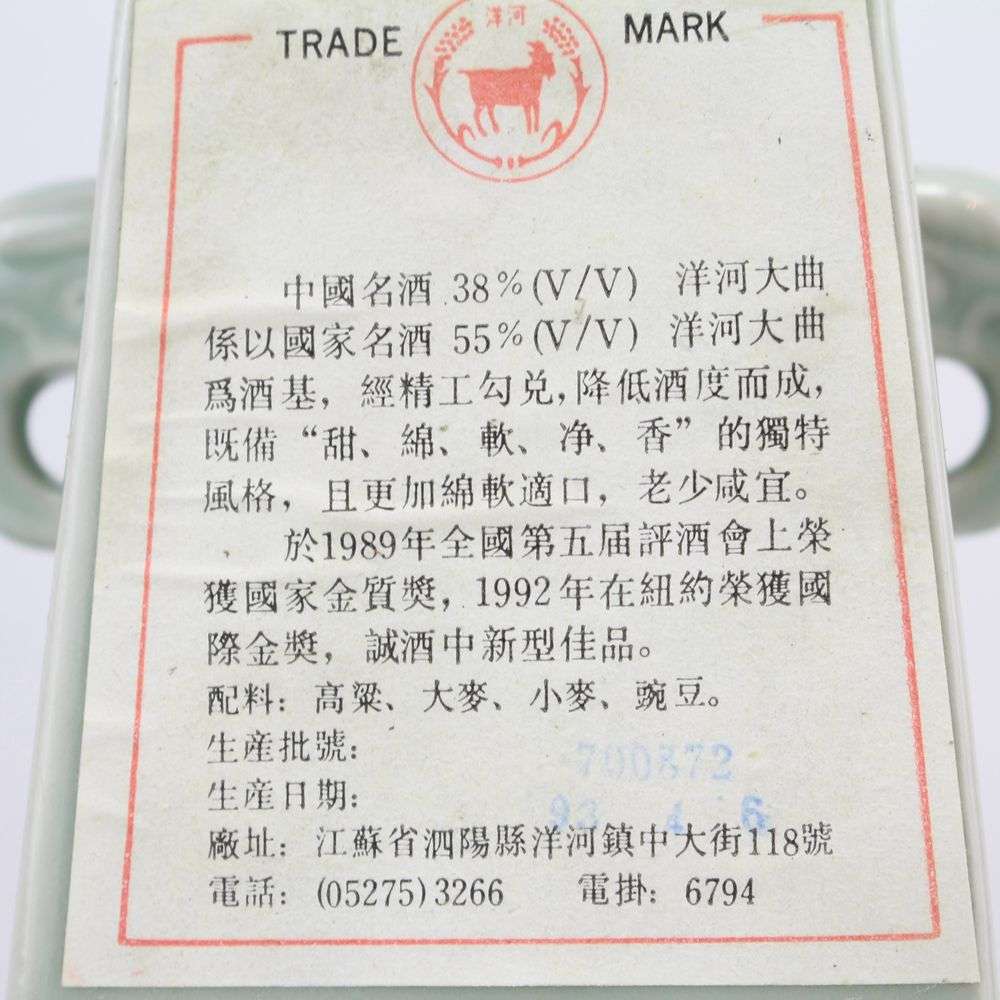 洋河
TRADE MARK
中國名酒 38%(V/V) 洋河大曲
係以國家名酒 55%(V/V) 洋河大曲
爲酒基，經精工勾兑，降低酒度而成，
既備“甜、綿、軟、净、香”的獨特
風格，且更加綿軟適口，老少咸宜。
於1989年全國第五届評酒會上榮
獲國家金質奬，1992年在紐約榮獲國
際金奬，誠酒中新型佳品。
配料：高粱、大麥、小麥、豌豆。
生産批號：700872
生産日期：93 4 6
廠址：江蘇省泗陽縣洋河鎮中大街118號
電話：(05275)3266 電掛：6794